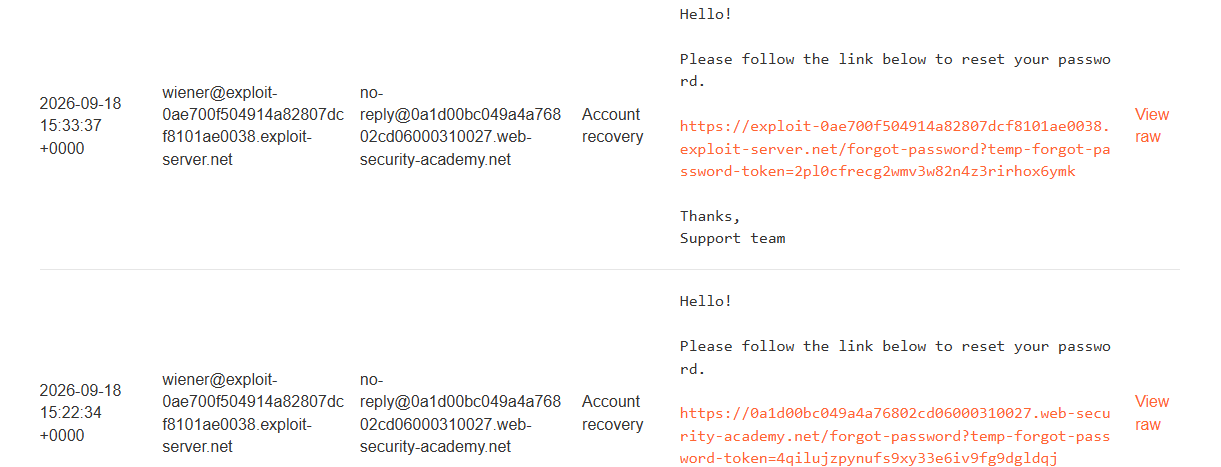 Hello!
Please follow the link below to reset your passwo
rd.
2026-09-18
15:33:37
+0000
wiener@exploit-
0ae700f504914a82807dc
f8101ae0038.exploit-
server.net
no-
reply@0a1d00bc049a4a768
02cd06000310027.web-
security-academy.net
Account
recovery
https://exploit-0ae700f504914a82807dcf8101ae0038.
exploit-server.net/forgot-password?temp-forgot-pa
ssword-token=2pl0cfrecg2wmv3w82n4z3rirhox6ymk
View
raw
Thanks,
Support team
Hello!
Please follow the link below to reset your passwo
rd.
2026-09-18
15:22:34
+0000
wiener@exploit-
0ae700f504914a82807dc
f8101ae0038.exploit-
server.net
no-
reply@0a1d00bc049a4a768
02cd06000310027.web-
security-academy.net
Account
recovery
https://0a1d00bc049a4a76802cd06000310027.web-secu
rity-academy.net/forgot-password?temp-forgot-pass
word-token=4qilujzpynufs9xy33e6iv9fg9dgldqj
View
raw